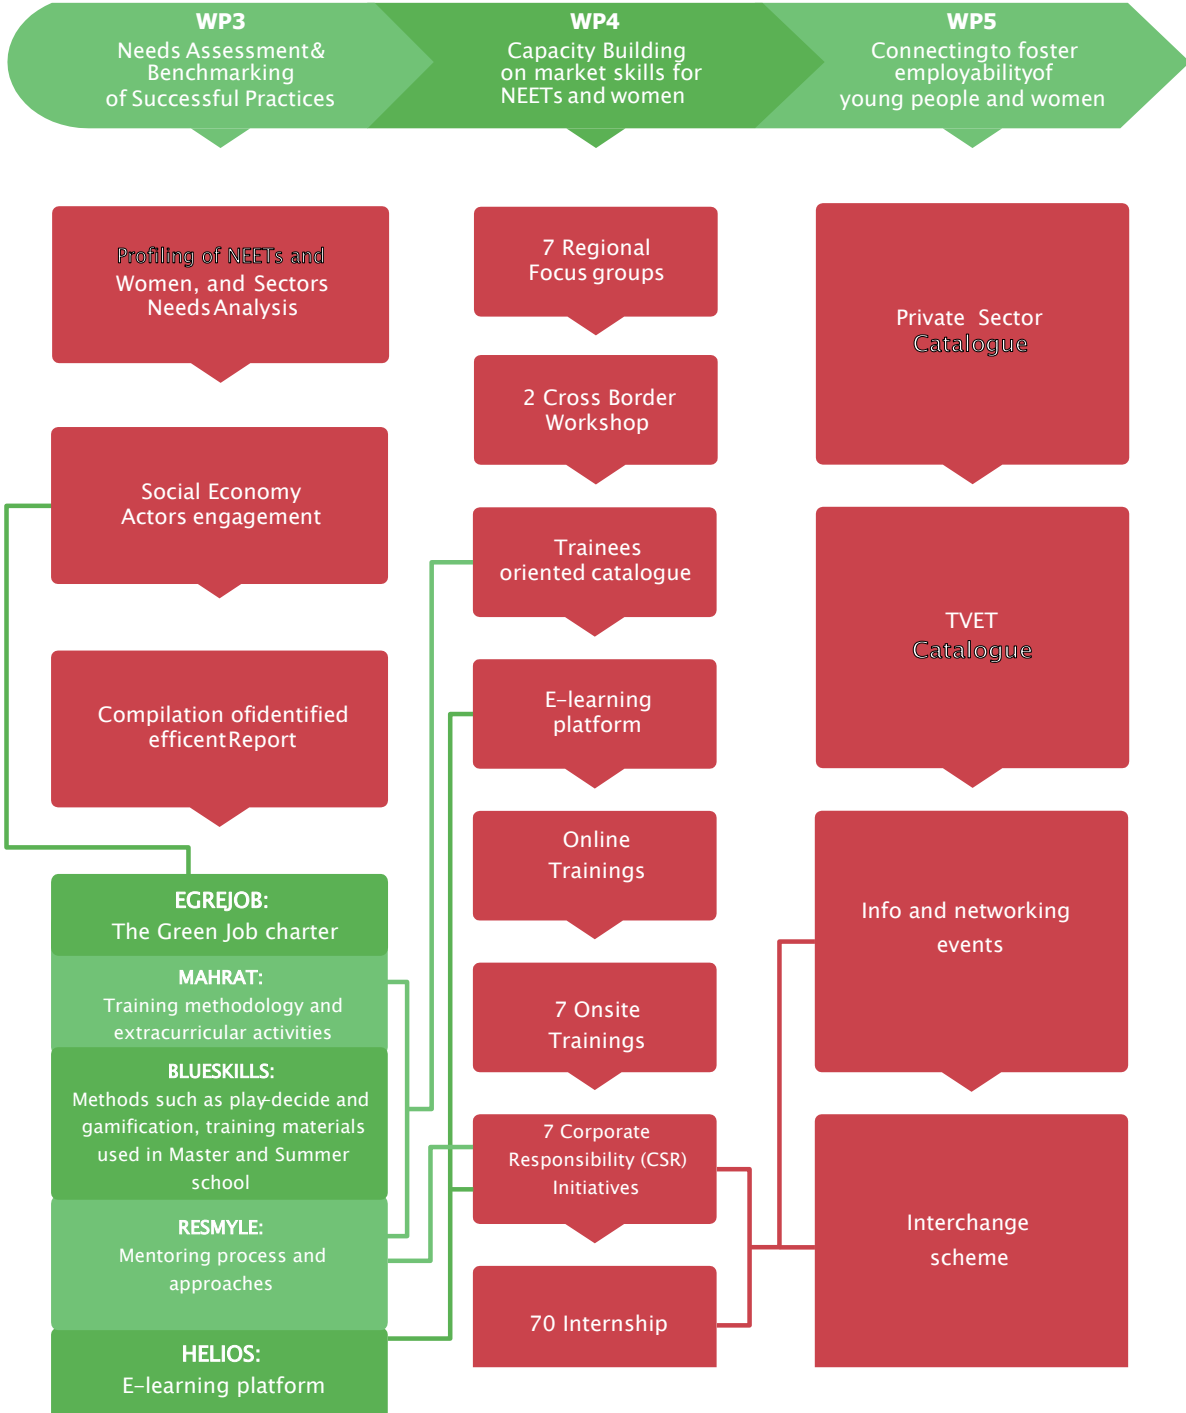 WP3
Needs Assessment&
Benchmarking
of Successful Practices
WP4
Capacity Building
on market skills for
NEETs and women
WP5
Connectingto foster
employabilityof
young people and women
Profiling of NEETs and
Women, and Sectors
NeedsAnalysis
Social Economy
Actors engagement
Compilation ofidentified
efficentReport
EGREJOB:
The Green Job charter
MAHRAT:
Training methodology and
extracurricular activities
BLUESKILLS:
Methods such as play-decide and
gamification, training materials
used in Master and Summer
school
RESMYLE:
Mentoring process and
approaches
HELIOS:
E-learning platform
7 Regional
Focus groups
2 Cross Border
Workshop
Trainees
oriented catalogue
E-learning
platform
Online
Trainings
7 Onsite
Trainings
7 Corporate
Responsibility (CSR)
Initiatives
70 Internship
Private Sector
Catalogue
TVET
Catalogue
Info and networking
events
Interchange
scheme